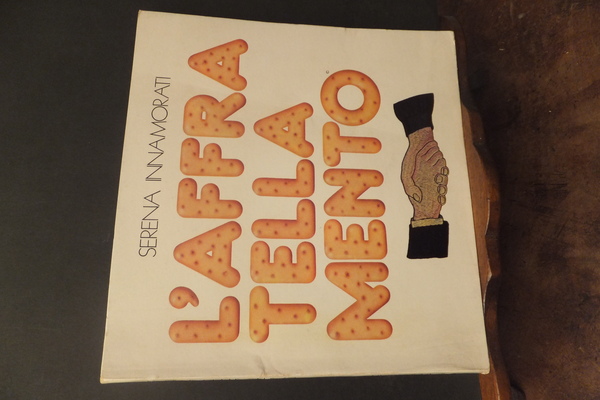 SERENA INNAMORATI
L'AFFRA
TELLA
MENTO